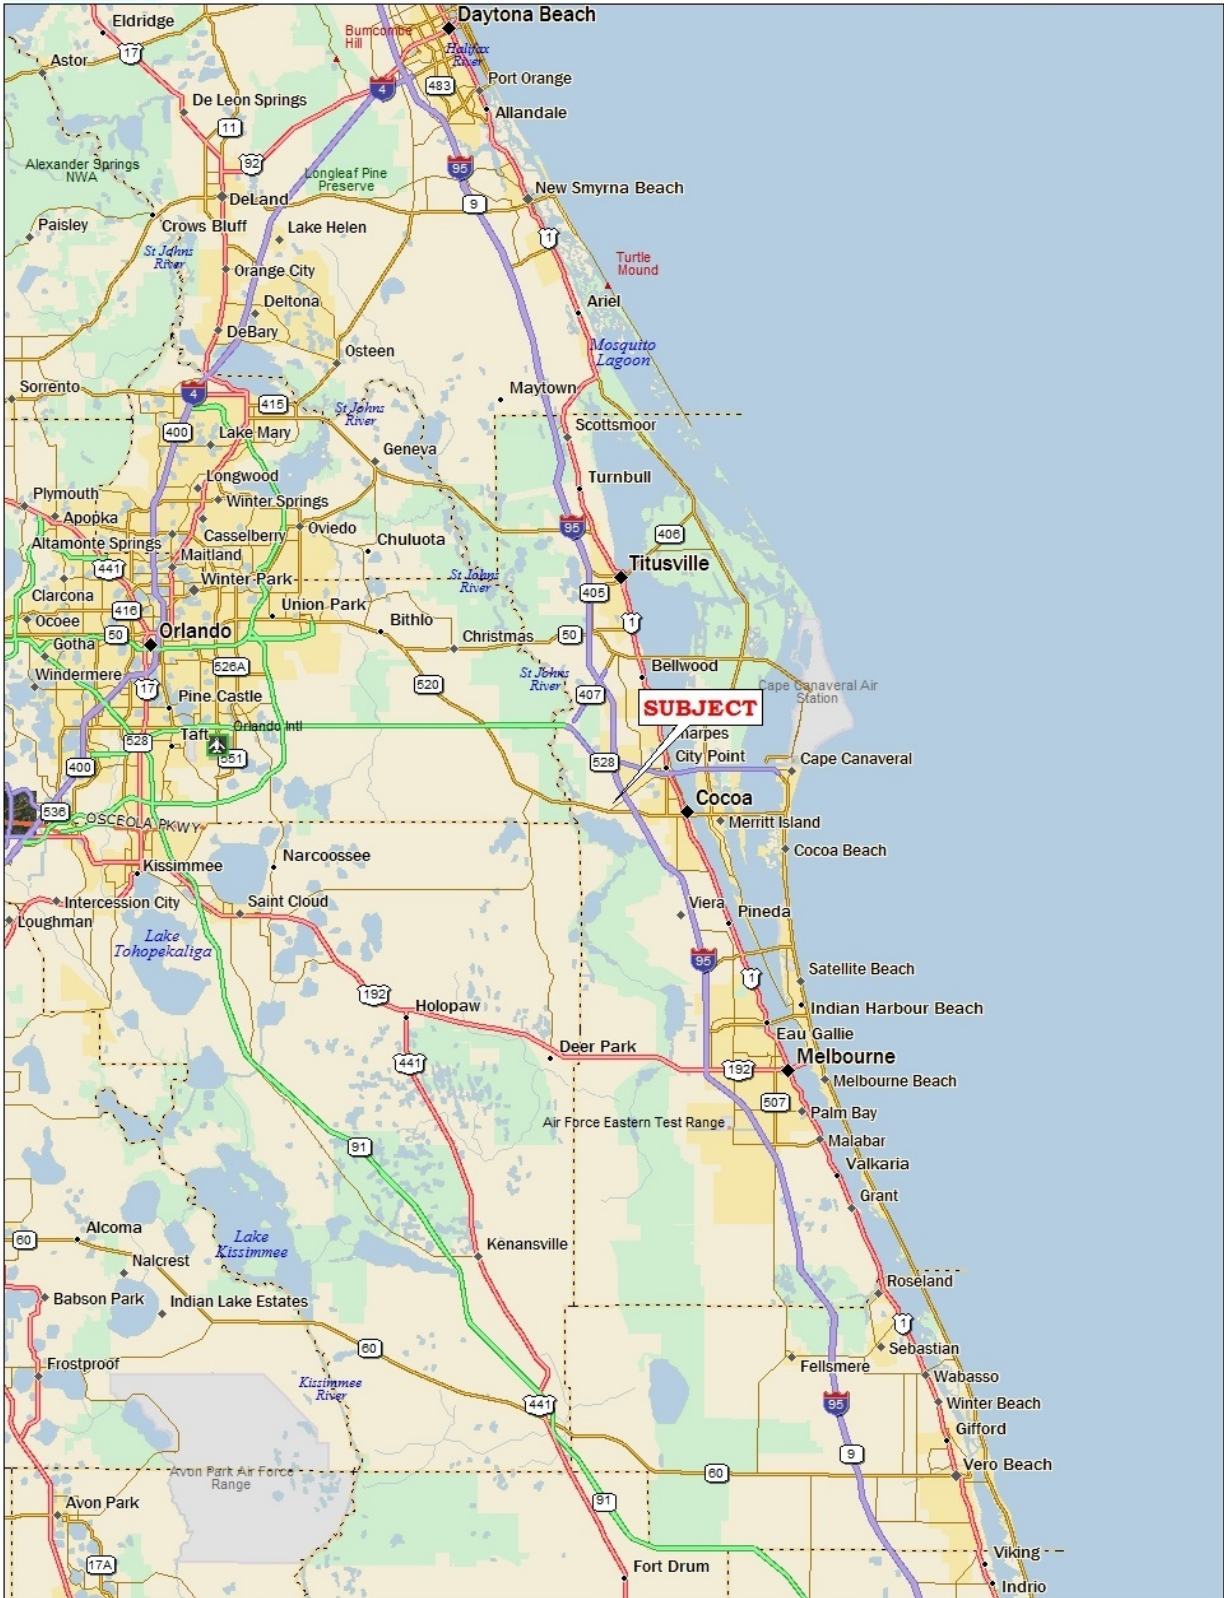 Daytona Beach
Eldridge
Bumcombe
Hill
17
Halifax
River
Astor
4
483
Port Orange
De Leon Springs
Allandale
11
92
95
Alexander Springs
NWA
Longleaf Pine
Preserve
New Smyrna Beach
DeLand
9
Paisley
Crows Bluff
Lake Helen
1
St Johns
River
Turtle
Mound
Orange City
Deltona
Ariel
DeBary
Mosquito
Lagoon
Osteen
Sorrento
4
Maytown
415
St Johns
River
400
Lake Mary
Scottsmoor
Geneva
Longwood
Turnbull
Plymouth
Winter Springs
Apopka
Oviedo
95
Casselberry
406
Altamonte Springs
Chuluota
Maitland
441
Titusville
Winter Park
St Johns
River
Clarcona
405
416
Union Park
Ocoee
Bithlo
1
50
Orlando
Christmas
50
Gotha
526A
Bellwood
Windermere
St Johns
River
17
520
407
Cape Canaveral Air
Station
Pine Castle
SUBJECT
Orlando Intl
Taft
harpes
528
551
City Point
528
Cape Canaveral
400
536
Cocoa
OSCEOLA PKWY
Merritt Island
Cocoa Beach
Narcoossee
Kissimmee
Intercession City
Saint Cloud
Viera
Pineda
Loughman
Lake
Tohopekaliga
95
Satellite Beach
1
192
Holopaw
Indian Harbour Beach
Eau Gallie
Deer Park
Melbourne
441
192
Melbourne Beach
507
Palm Bay
Air Force Eastern Test Range
Malabar
91
Valkaria
Grant
Alcoma
60
Lake
Kissimmee
Kenansville
Nalcrest
Roseland
Babson Park
Indian Lake Estates
1
60
Sebastian
Frostproof
Fellsmere
Kissimmee
River
Wabasso
95
441
Winter Beach
Gifford
9
Vero Beach
Avon Park Air Force
Range
60
Avon Park
91
Viking
17A
Fort Drum
Indrio